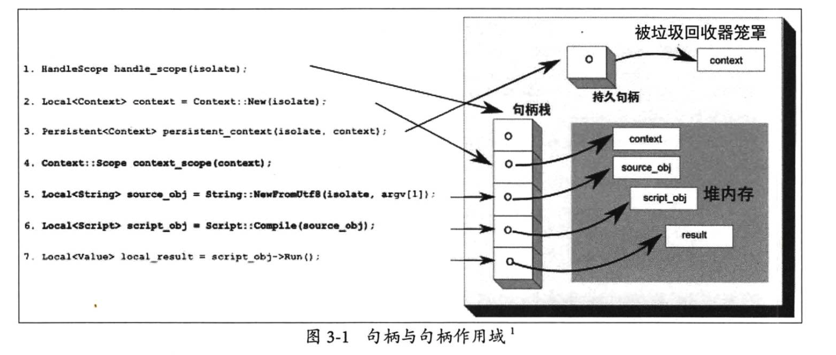 1. HandleScope handle_scope(isolate);
2. Local<Context> context = Context::New(isolate);
3. Persistent<Context> persistent_context(isolate, context);
4. Context::Scope context_scope(context);
5. Local<String> source_obj = String::NewFromUtf8(isolate, argv[1]);
6. Local<Script> script_obj = Script::Compile(source_obj);
7. Local<Value> local_result = script_obj->Run();
被垃圾回收器笼罩
context
持久句柄
句柄栈
context
source_obj
script_obj
堆内存
result
图 3-1 句柄与句柄作用域1